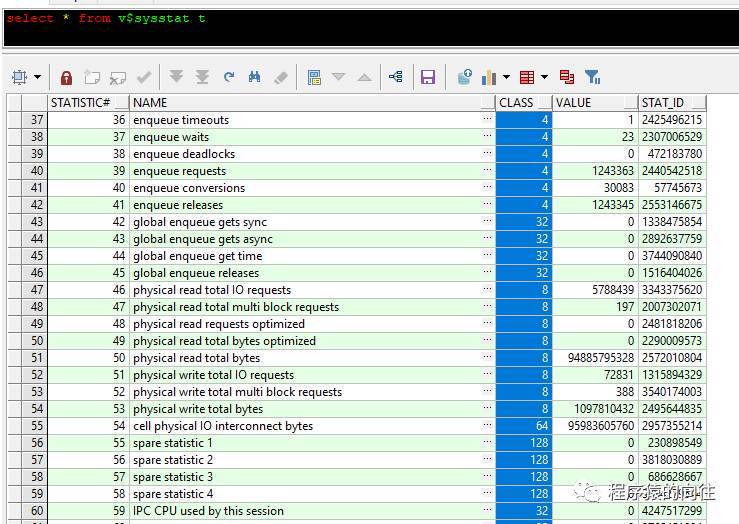 select * from v$sysstat t
STATISTIC# NAME CLASS VALUE STAT_ID
37 36 enqueue timeouts ... 4 1 2425496215
38 37 enqueue waits ... 4 23 2307006529
39 38 enqueue deadlocks ... 4 0 472183780
40 39 enqueue requests ... 4 1243363 2440542518
41 40 enqueue conversions ... 4 30083 57745673
42 41 enqueue releases ... 4 1243345 2553146675
43 42 global enqueue gets sync ... 32 0 1338475854
44 43 global enqueue gets async ... 32 0 2892637759
45 44 global enqueue get time ... 32 0 3744090840
46 45 global enqueue releases ... 32 0 1516404026
47 46 physical read total IO requests ... 8 5788439 3343375620
48 47 physical read total multi block requests ... 8 197 2007302071
49 48 physical read requests optimized ... 8 0 2481818206
50 49 physical read total bytes optimized ... 8 0 2290009573
51 50 physical read total bytes ... 8 94885795328 2572010804
52 51 physical write total IO requests ... 8 72831 1315894329
53 52 physical write total multi block requests ... 8 388 3540174003
54 53 physical write total bytes ... 8 1097810432 2495644835
55 54 cell physical IO interconnect bytes ... 64 95983605760 2957355214
56 55 spare statistic 1 ... 128 0 230898549
57 56 spare statistic 2 ... 128 0 3818030889
58 57 spare statistic 3 ... 128 0 686628667
59 58 spare statistic 4 ... 128
60 59 IPC CPU used by this session ... 32 0 4247517299
程序猿的向往